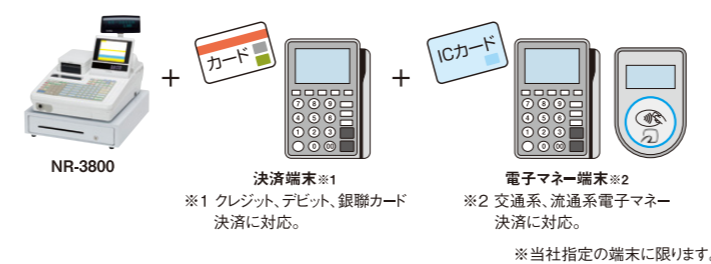 カード
ICカード
NR-3800
決済端末※1
※1 クレジット、デビット、銀聯カード
決済に対応。
電子マネー端末※2
※2 交通系、流通系電子マネー
決済に対応。
※当社指定の端末に限ります。